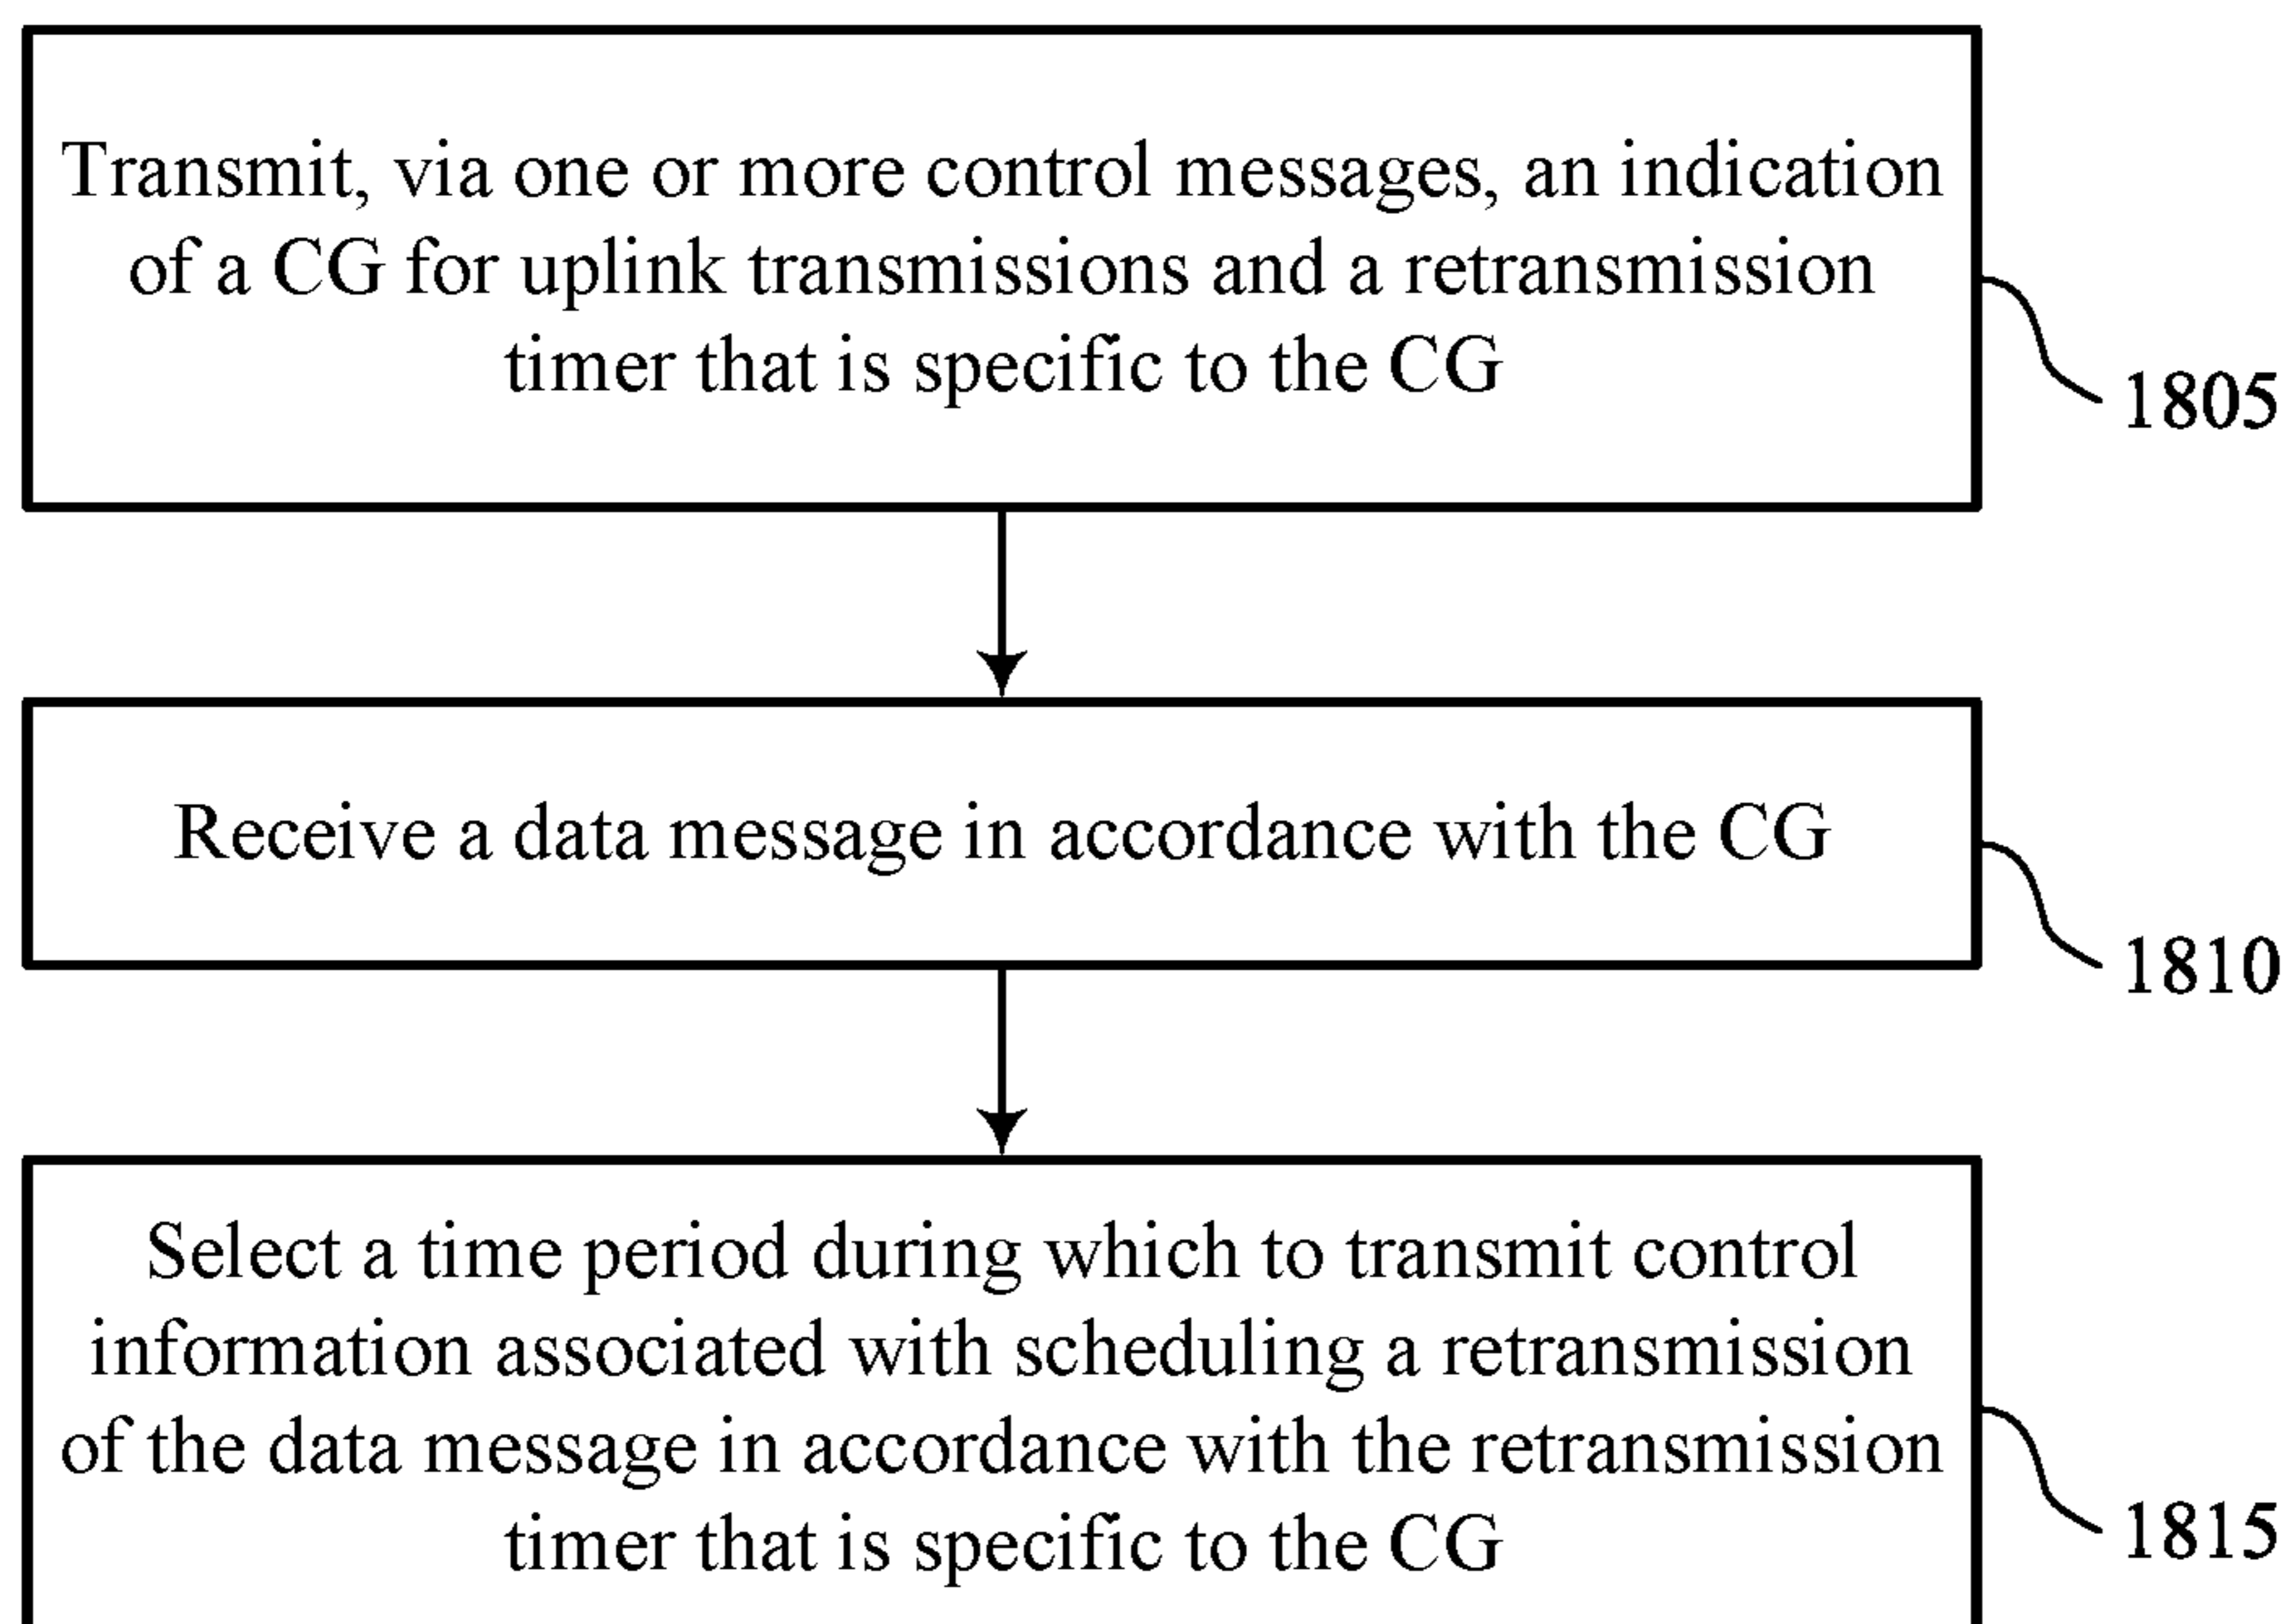 Transmit, via one or more control messages, an indication
of a CG for uplink transmissions and a retransmission
timer that is specific to the CG
1805
Receive a data message in accordance with the CG
1810
Select a time period during which to transmit control
information associated with scheduling a retransmission
of the data message in accordance with the retransmission
timer that is specific to the CG
1815